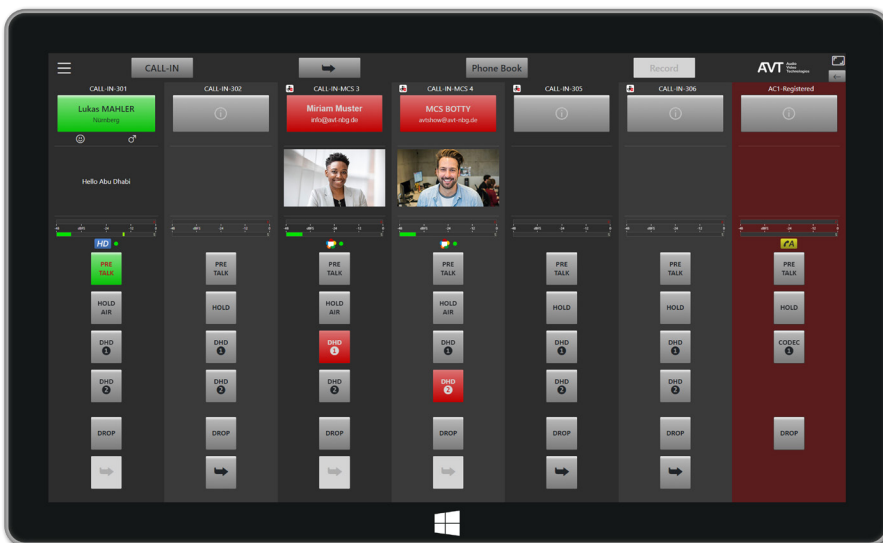 CALL-IN
Phone Book
Record
AVT Audio
Video
Technologies
CALL-IN-301
CALL-IN-302
CALL-IN-MCS 3
CALL-IN-MCS 4
CALL-IN-305
CALL-IN-306
AC1-Registered
Lukas MAHLER
Nürnberg
Miriam Muster
info@avt-nbg.de
MCS BOTTY
avtshow@avt-nbg.de
Hello Abu Dhabi
HD
PRE
TALK
PRE
TALK
PRE
TALK
PRE
TALK
PRE
TALK
PRE
TALK
PRE
TALK
HOLD
AIR
HOLD
HOLD
AIR
HOLD
AIR
HOLD
HOLD
HOLD
DHD
1
DHD
1
DHD
1
DHD
1
DHD
1
DHD
1
CODEC
1
DHD
2
DHD
2
DHD
2
DHD
2
DHD
2
DHD
2
DROP
DROP
DROP
DROP
DROP
DROP
DROP